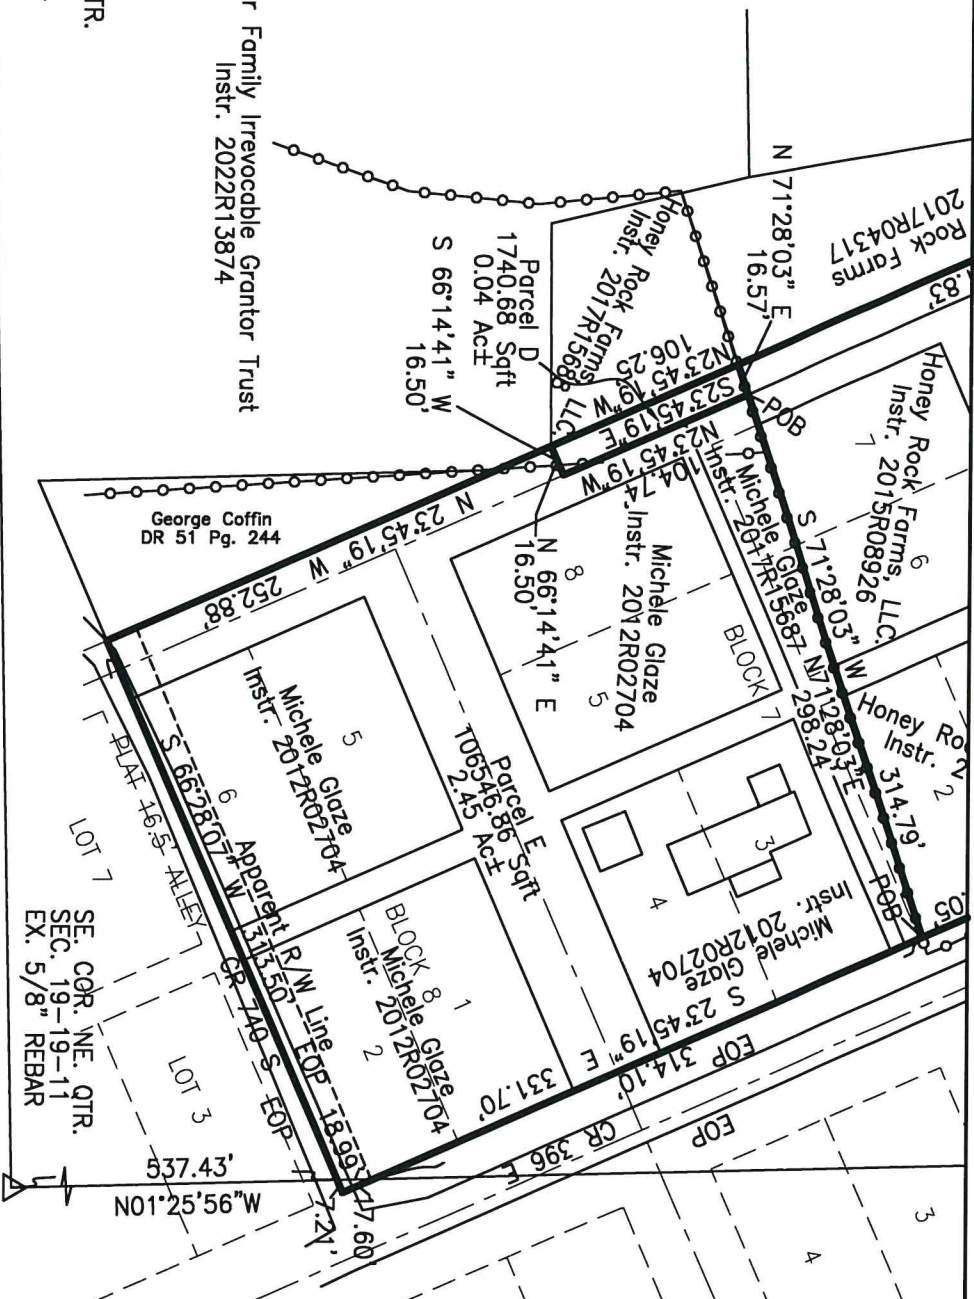 TR.
r Family Irrevocable Grantor Trust
Instr. 2022R13874
N 71°28'03" E
16.57'
Rock Farms
2017R04317
1.83'
Honey Rock Farms, LLC.
Instr. 2017R15688
Parcel D
1740.68 Sqft
0.04 Ac±
S 66°14'41" W
16.50'
N23°45'19"W
106.25'
S23°45'19"E
N23°45'19"W
104.74'
POB
Honey Rock Farms, LLC.
Instr. 2015R08926
7
6
Michele Glaze
Instr. 2017R15687
S 71°28'03" W
314.79'
N71°28'03"E
298.24'
Honey Ro
Instr. 2
2
POB
.05'
George Coffin
DR 51 Pg. 244
N 23°45'19" W
252.88'
N 66°14'41" E
16.50'
Michele Glaze
Instr. 2012R02704
8
5
BLOCK 7
3
4
Michele Glaze
Instr. 2012R02704
Parcel E
106546.86 Sqft
2.45 Ac±
Michele Glaze
Instr. 2012R02704
5
6
BLOCK 8
1
2
Michele Glaze
Instr. 2012R02704
S 23°45'19" E
331.70'
314.10'
EOP
CR 396 E
EOP
Apparent R/W Line
S 66°28'07" W 313.50'
EOP
CR 740 S
EOP
18.99'
17.60'
7.21'
PLAT 16.5' ALLEY
LOT 7
LOT 3
3
4
537.43'
N01°25'56"W
SE. COR. NE. QTR.
SEC. 19-19-11
EX. 5/8" REBAR